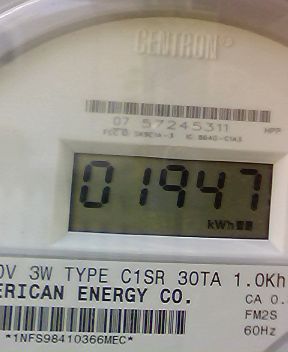 CENTRON®
07 57245311
HPP
01947
kWh
0V 3W TYPE C1SR 30TA 1.0Kh
ERICAN ENERGY CO.
CA 0.
FM2S
60Hz
*1NFS98410366MEC*